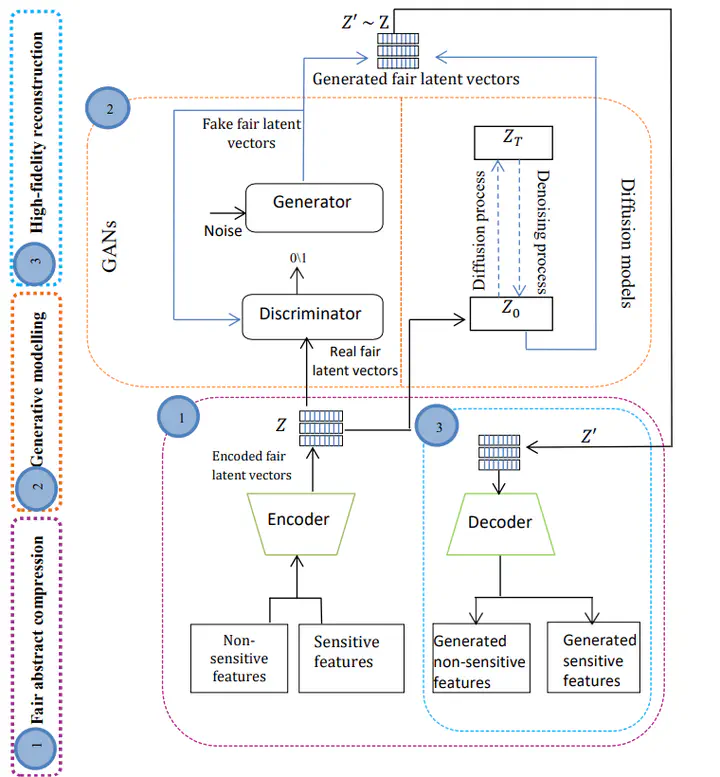 Z′ ~ Z
Generated fair latent vectors
2
Fake fair latent
vectors
Generator
Noise
0\1
Discriminator
Real fair
latent vectors
GANs
Z_T
Diffusion process
Denoising process
Z_0
Diffusion models
1
Z
Encoded fair
latent vectors
Encoder
Non-
sensitive
features
Sensitive
features
3
Z′
Decoder
Generated
non-sensitive
features
Generated
sensitive
features
3 High-fidelity reconstruction
2 Generative modelling
1 Fair abstract compression